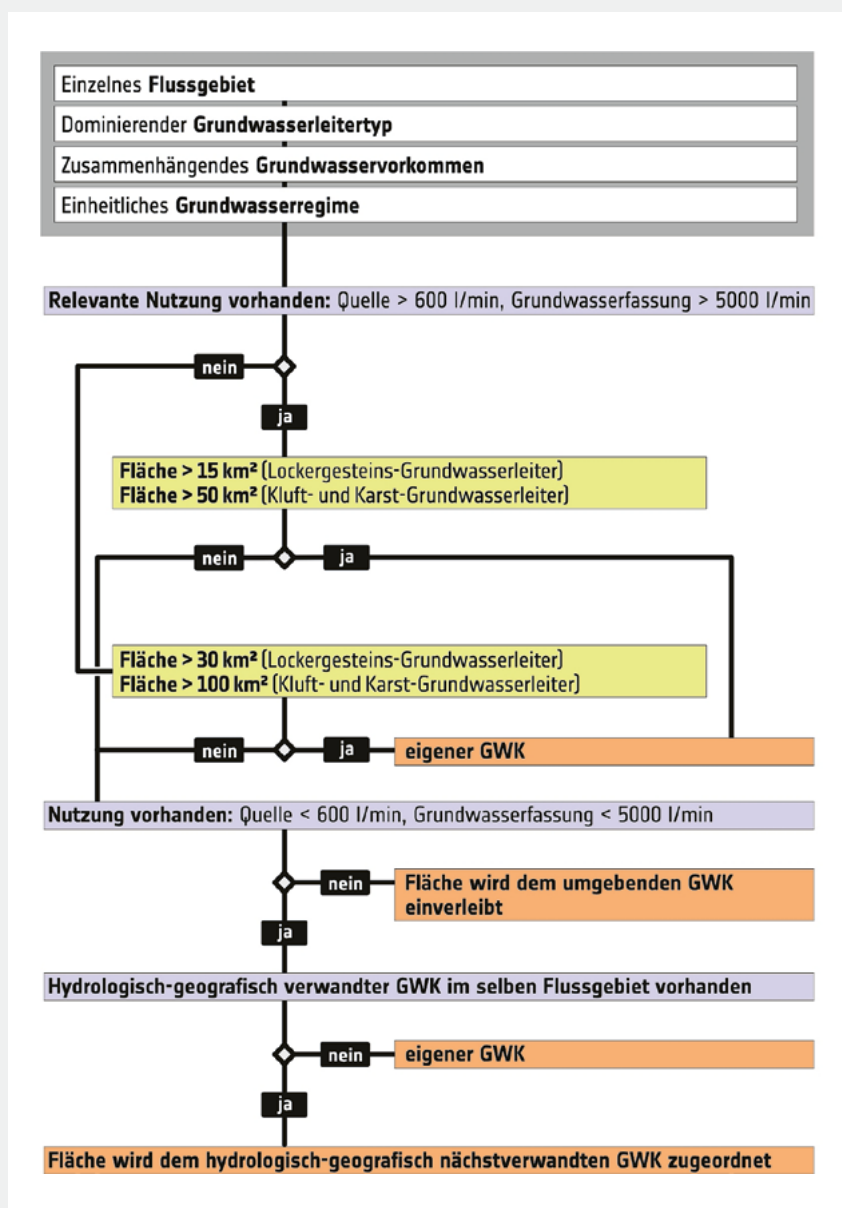 Einzelnes Flussgebiet
Dominierender Grundwasserleitertyp
Zusammenhängendes Grundwasservorkommen
Einheitliches Grundwasserregime
Relevante Nutzung vorhanden: Quelle > 600 l/min, Grundwasserfassung > 5000 l/min
nein
ja
Fläche > 15 km² (Lockergesteins-Grundwasserleiter)
Fläche > 50 km² (Kluft- und Karst-Grundwasserleiter)
nein
ja
Fläche > 30 km² (Lockergesteins-Grundwasserleiter)
Fläche > 100 km² (Kluft- und Karst-Grundwasserleiter)
nein
ja
eigener GWK
Nutzung vorhanden: Quelle < 600 l/min, Grundwasserfassung < 5000 l/min
nein
Fläche wird dem umgebenden GWK
einverleibt
ja
Hydrologisch-geografisch verwandter GWK im selben Flussgebiet vorhanden
nein
eigener GWK
ja
Fläche wird dem hydrologisch-geografisch nächstverwandten GWK zugeordnet